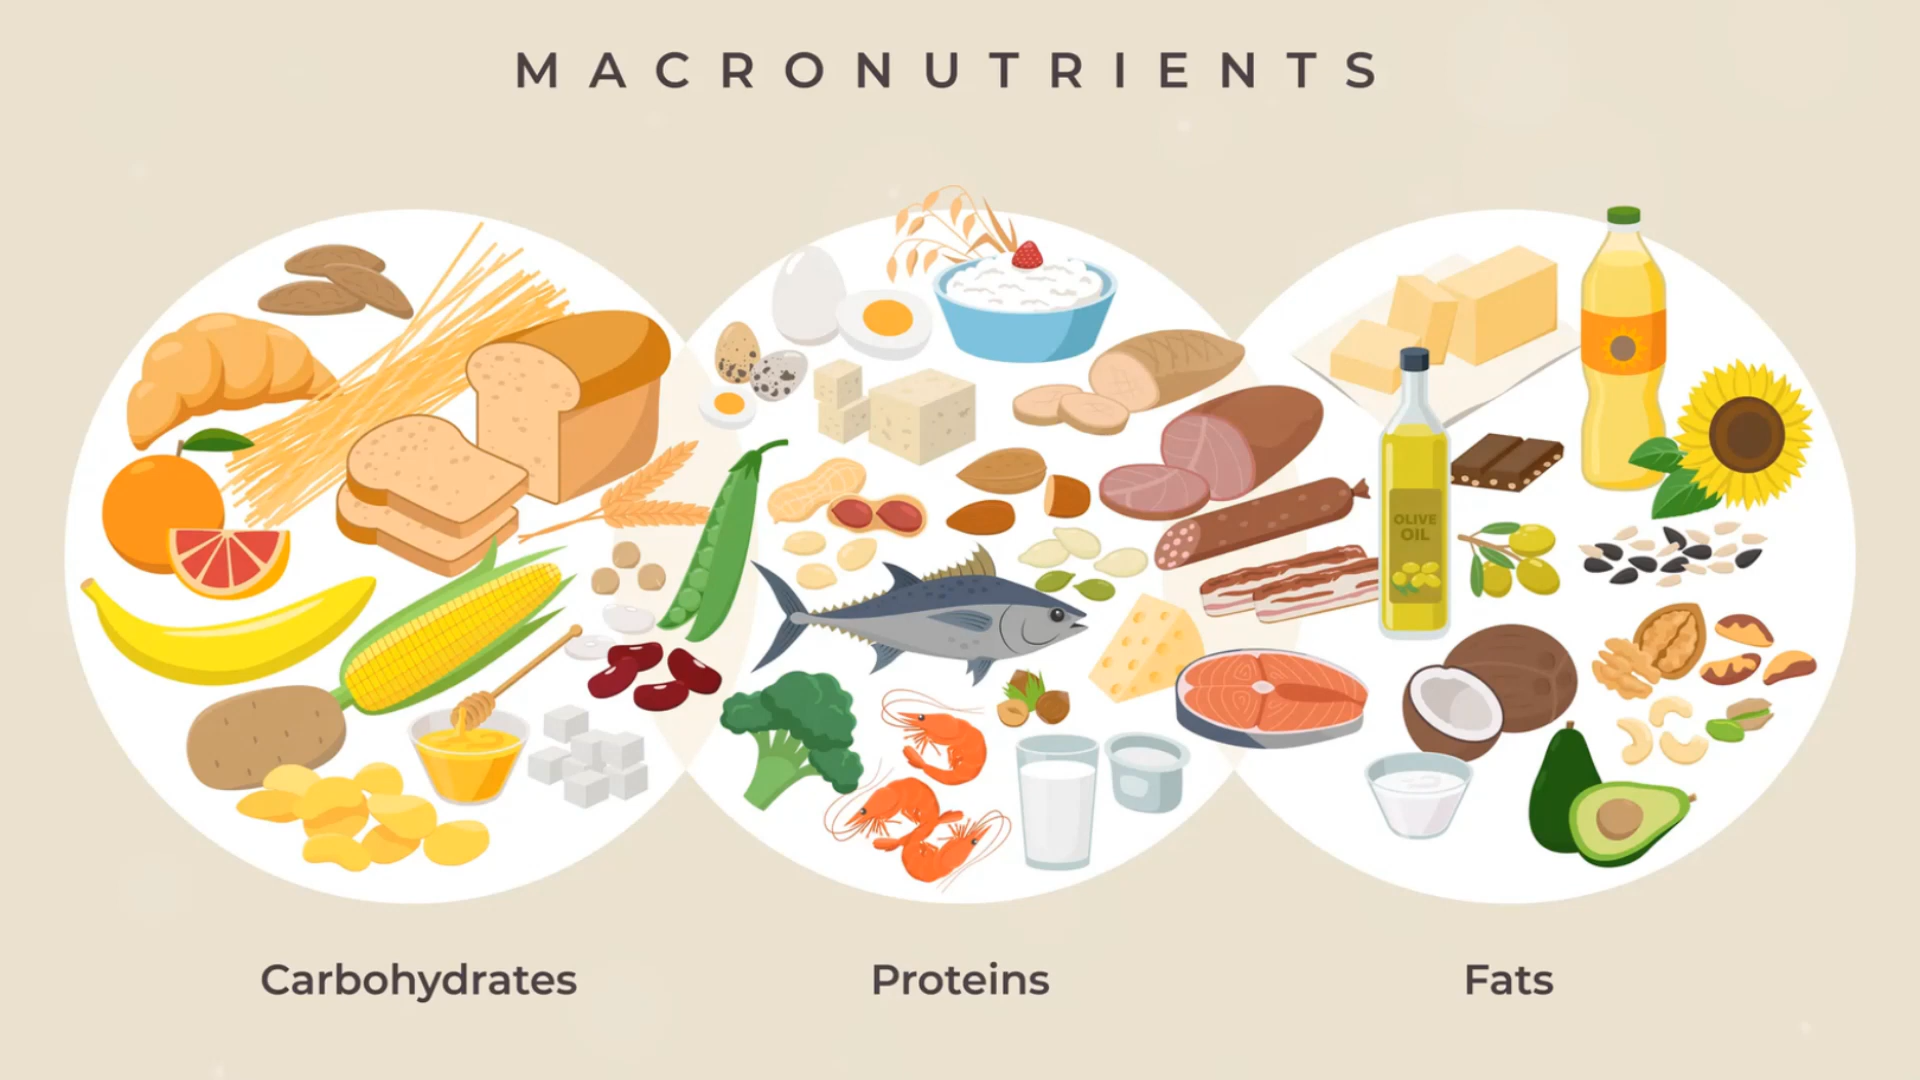 MACRONUTRIENTS
OLIVE
OIL
Carbohydrates
Proteins
Fats